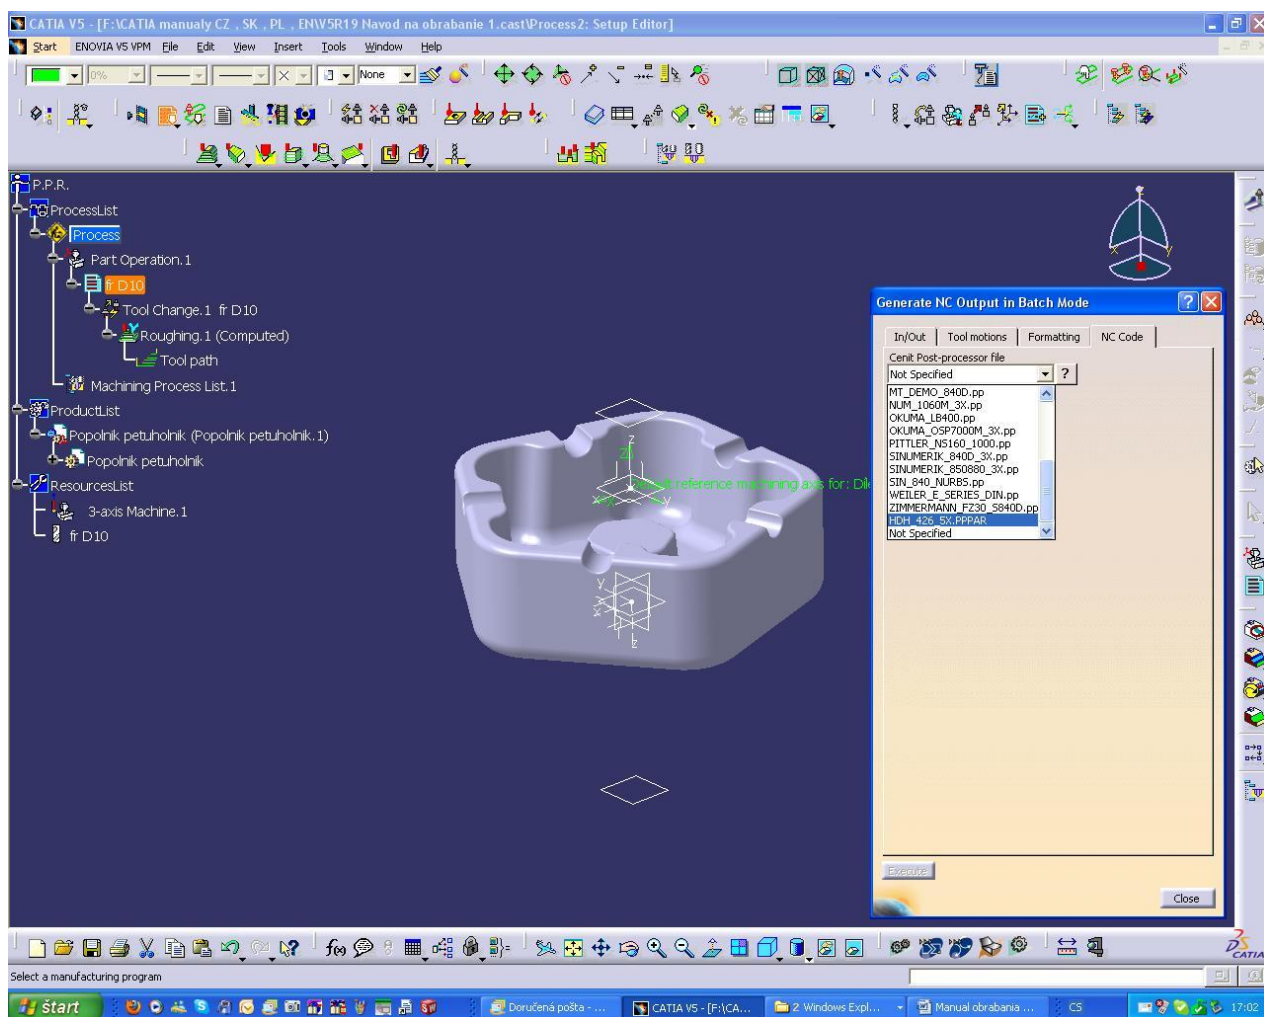 CATIA V5 - [F:\CATIA manualy CZ , SK , PL , EN\V5R19 Navod na obrabanie 1.cast\Process2: Setup Editor]
Start ENOVIA V5 VPM File Edit View Insert Tools Window Help
0% None
P.P.R.
ProcessList
Process
Part Operation.1
fr D10
Tool Change.1 fr D10
Roughing.1 (Computed)
Tool path
Machining Process List.1
ProductList
Popolnik petuholnik (Popolnik petuholnik.1)
Popolnik petuholnik
ResourcesList
3-axis Machine.1
fr D10
Generate NC Output in Batch Mode
In/Out Tool motions Formatting NC Code
Cenit Post-processor file
Not Specified ?
MT_DEMO_840D.pp
NUM_1060M_3X.pp
OKUMA_LB400.pp
OKUMA_OSP7000M_3X.pp
PITTLER_NS160_1000.pp
SINUMERIK_840D_3X.pp
SINUMERIK_850880_3X.pp
SIN_840_NURBS.pp
WEILER_E_SERIES_DIN.pp
ZIMMERMANN_FZ30_S840D.pp
HDH_426_5X.PPPAR
Not Specified
reference machining axis for:
Execute
Close
CATIA
Select a manufacturing program
štart Doručená pošta - ... CATIA V5 - [F:\CA... 2 Windows Expl... Manual obrabania ... CS 17:02